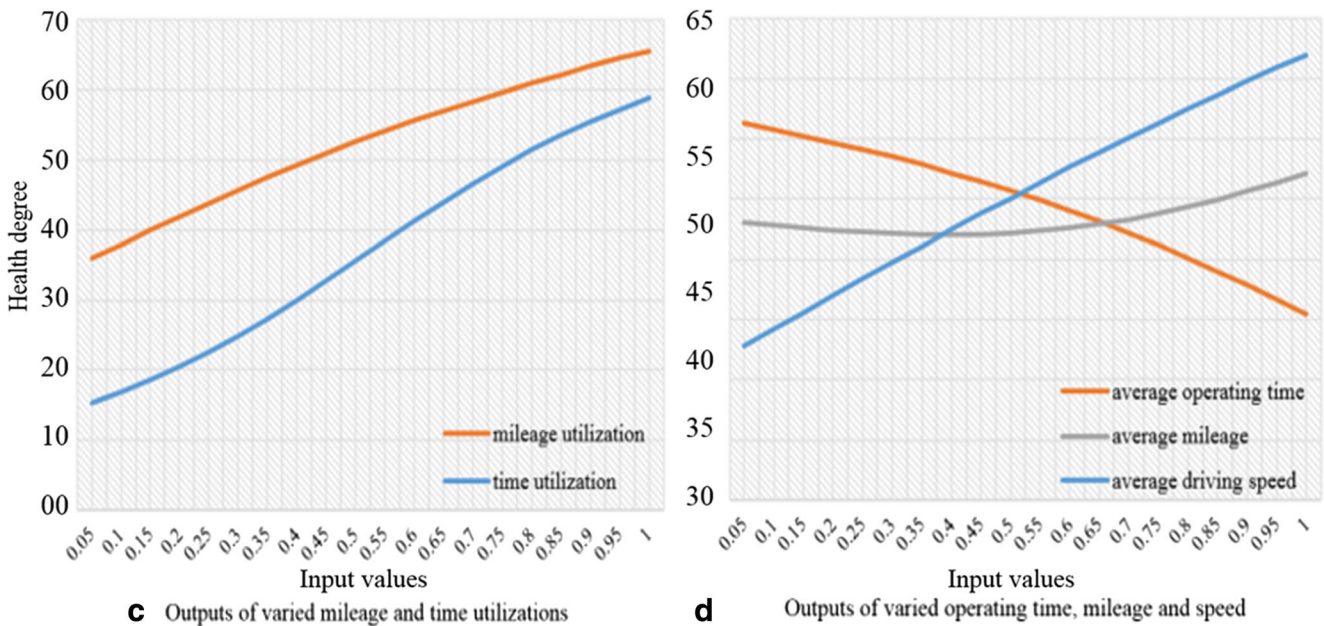 70
60
50
40
30
20
10
00
Health degree
mileage utilization
time utilization
0.05 0.1 0.15 0.2 0.25 0.3 0.35 0.4 0.45 0.5 0.55 0.6 0.65 0.7 0.75 0.8 0.85 0.9 0.95 1
Input values
c Outputs of varied mileage and time utilizations
65
60
55
50
45
40
35
30
average operating time
average mileage
average driving speed
0.05 0.1 0.15 0.2 0.25 0.3 0.35 0.4 0.45 0.5 0.55 0.6 0.65 0.7 0.75 0.8 0.85 0.9 0.95 1
Input values
d Outputs of varied operating time, mileage and speed